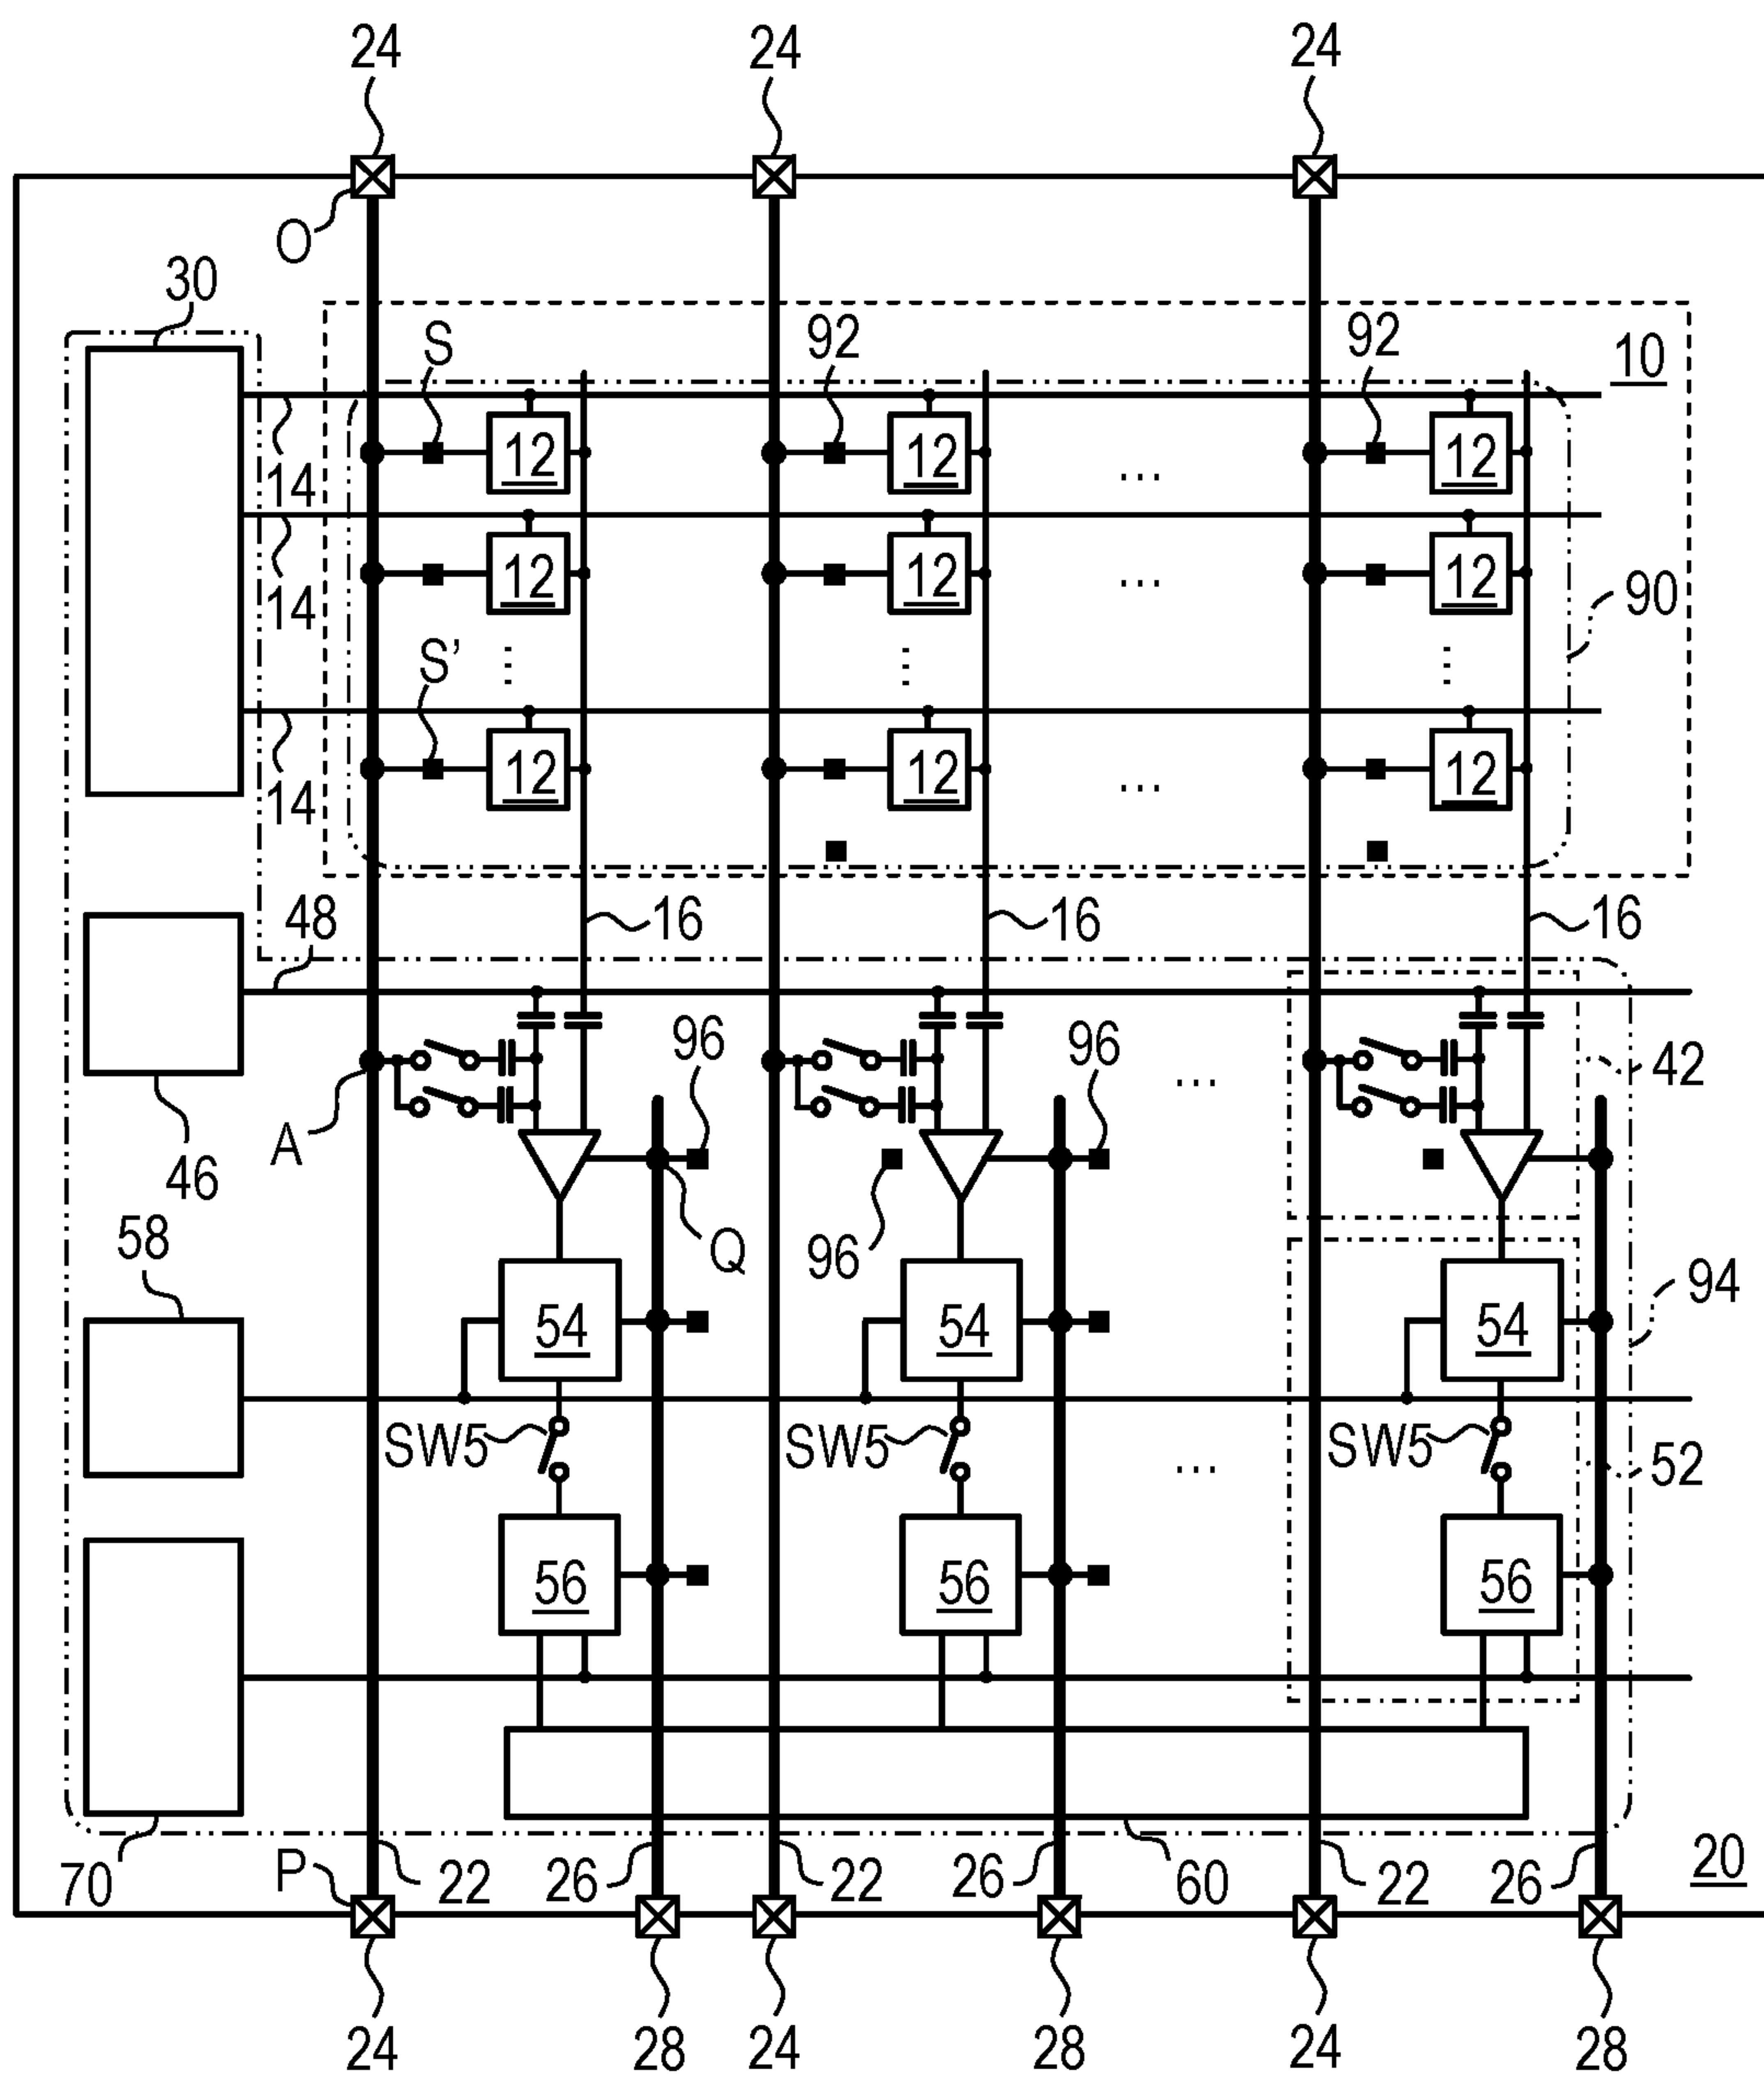 24 24 24
O
30
S 92 92 10
12 12 12
14 ... ...
12 12 12
14 ... 90
S’
12 12 12
14 ...
48 16 16 16
96 96 42
A ...
46
96 Q
58
54 54 54 94
SW5 SW5 SW5 52
...
56 56 56
70 P 22 26 22 26 60 22 26 20
24 28 24 28 24 28